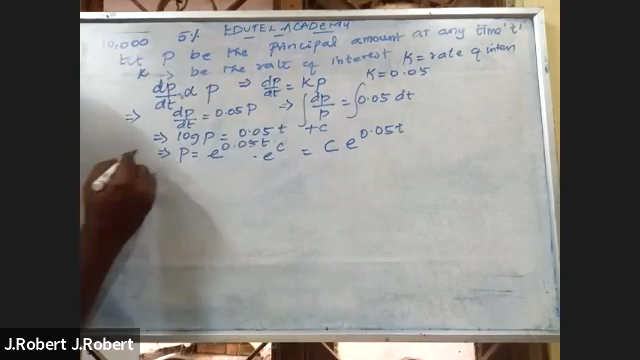 10,000 5% EDUTEL ACADEMY
Let P be the principal amount at any time 't'
K → be the rate of interest K = rate of inten
dp/dt ∝ P ⇒ dp/dt = KP K = 0.05
⇒ dp/dt = 0.05P ⇒ ∫ dp/p = ∫ 0.05 dt
⇒ log P = 0.05t + C
⇒ P = e^0.05t . e^C = C e^0.05t
J.Robert J.Robert